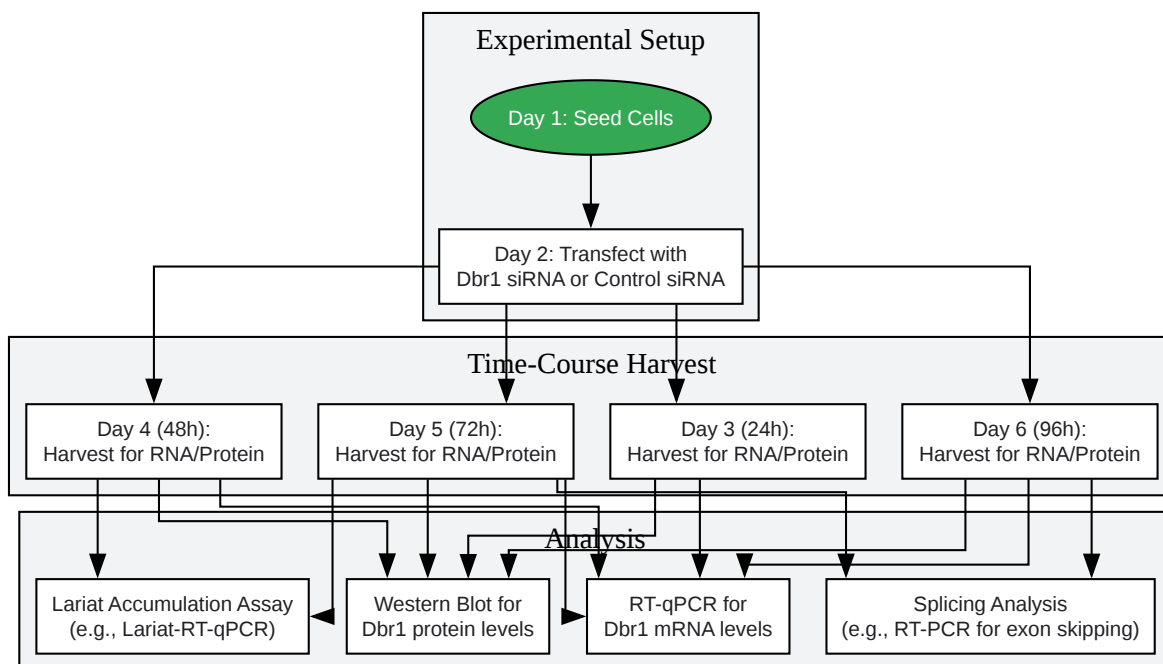 Experimental Setup
Day 1: Seed Cells
Day 2: Transfect with
Dbr1 siRNA or Control siRNA
Time-Course Harvest
Day 4 (48h):
Harvest for RNA/Protein
Day 5 (72h):
Harvest for RNA/Protein
Day 3 (24h):
Harvest for RNA/Protein
Day 6 (96h):
Harvest for RNA/Protein
Analysis
Lariat Accumulation Assay
(e.g., Lariat-RT-qPCR)
Western Blot for
Dbr1 protein levels
RT-qPCR for
Dbr1 mRNA levels
Splicing Analysis
(e.g., RT-PCR for exon skipping)